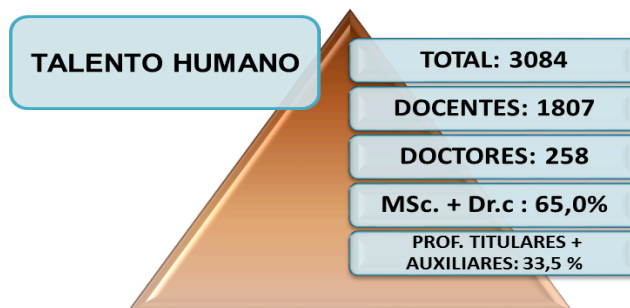 TALENTO HUMANO
TOTAL: 3084
DOCENTES: 1807
DOCTORES: 258
MSc. + Dr.c : 65,0%
PROF. TITULARES +
AUXILIARES: 33,5 %